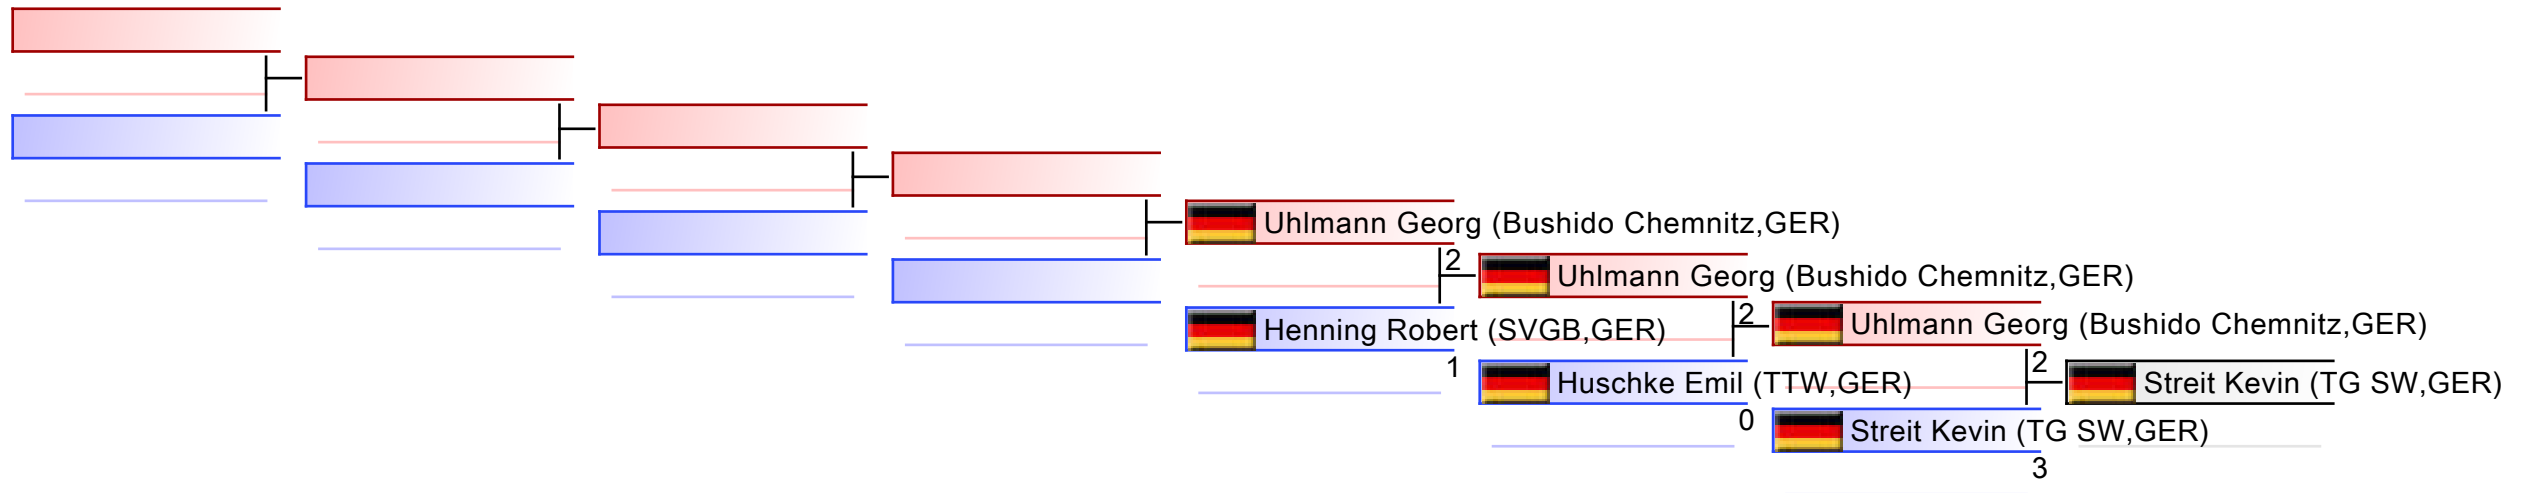 Uhlmann Georg (Bushido Chemnitz,GER)
2
Uhlmann Georg (Bushido Chemnitz,GER)
Henning Robert (SVGB,GER)
1
2
Uhlmann Georg (Bushido Chemnitz,GER)
Huschke Emil (TTW,GER)
0
2
Streit Kevin (TG SW,GER)
Streit Kevin (TG SW,GER)
3